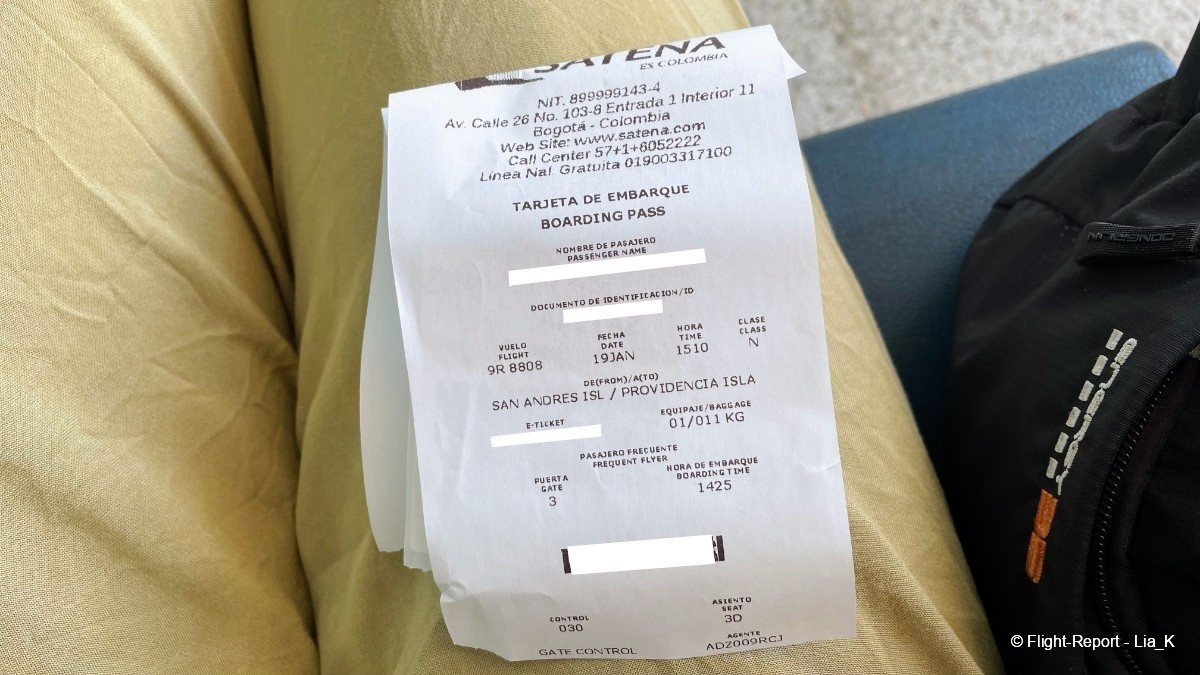 SATENA
ES COLOMBIA
NIT. 899999143-4
Av. Calle 26 No. 103-8 Entrada 1 Interior 11
Bogotá - Colombia
Web Site: www.satena.com
Call Center 57+1+6052222
Línea Nal. Gratuita 019003317100
TARJETA DE EMBARQUE
BOARDING PASS
NOMBRE DE PASAJERO
PASSENGER NAME
DOCUMENTO DE IDENTIFICACION/ID
VUELO FECHA HORA CLASE
FLIGHT DATE TIME CLASS
9R 8808 19JAN 1510 N
DE(FROM)/A(TO)
SAN ANDRES ISL / PROVIDENCIA ISLA
E-TICKET EQUIPAJE/BAGGAGE
01/011 KG
PASAJERO FRECUENTE
FREQUENT FLYER
PUERTA HORA DE EMBARQUE
GATE BOARDING TIME
3 1425
CONTROL ASIENTO
030 SEAT
3D
GATE CONTROL AGENTE
ADZ009RCJ
© Flight-Report - Lia_K